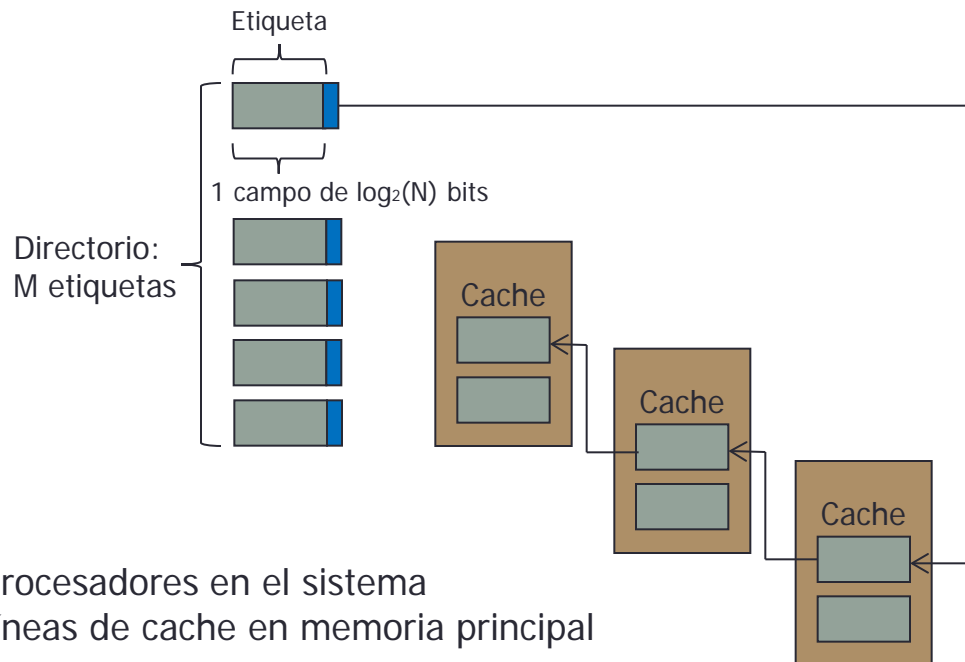 Etiqueta
1 campo de log₂(N) bits
Directorio:
M etiquetas
Cache
Cache
Cache
rocesadores en el sistema
íneas de cache en memoria principal